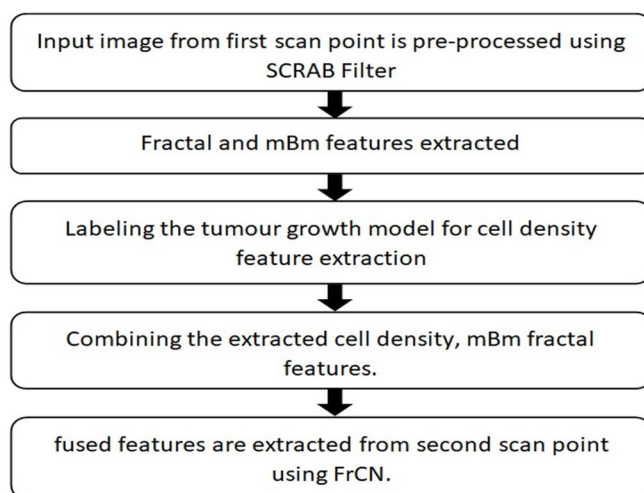 Input image from first scan point is pre-processed using
SCRAB Filter
Fractal and mBm features extracted
Labeling the tumour growth model for cell density
feature extraction
Combining the extracted cell density, mBm fractal
features.
fused features are extracted from second scan point
using FrCN.